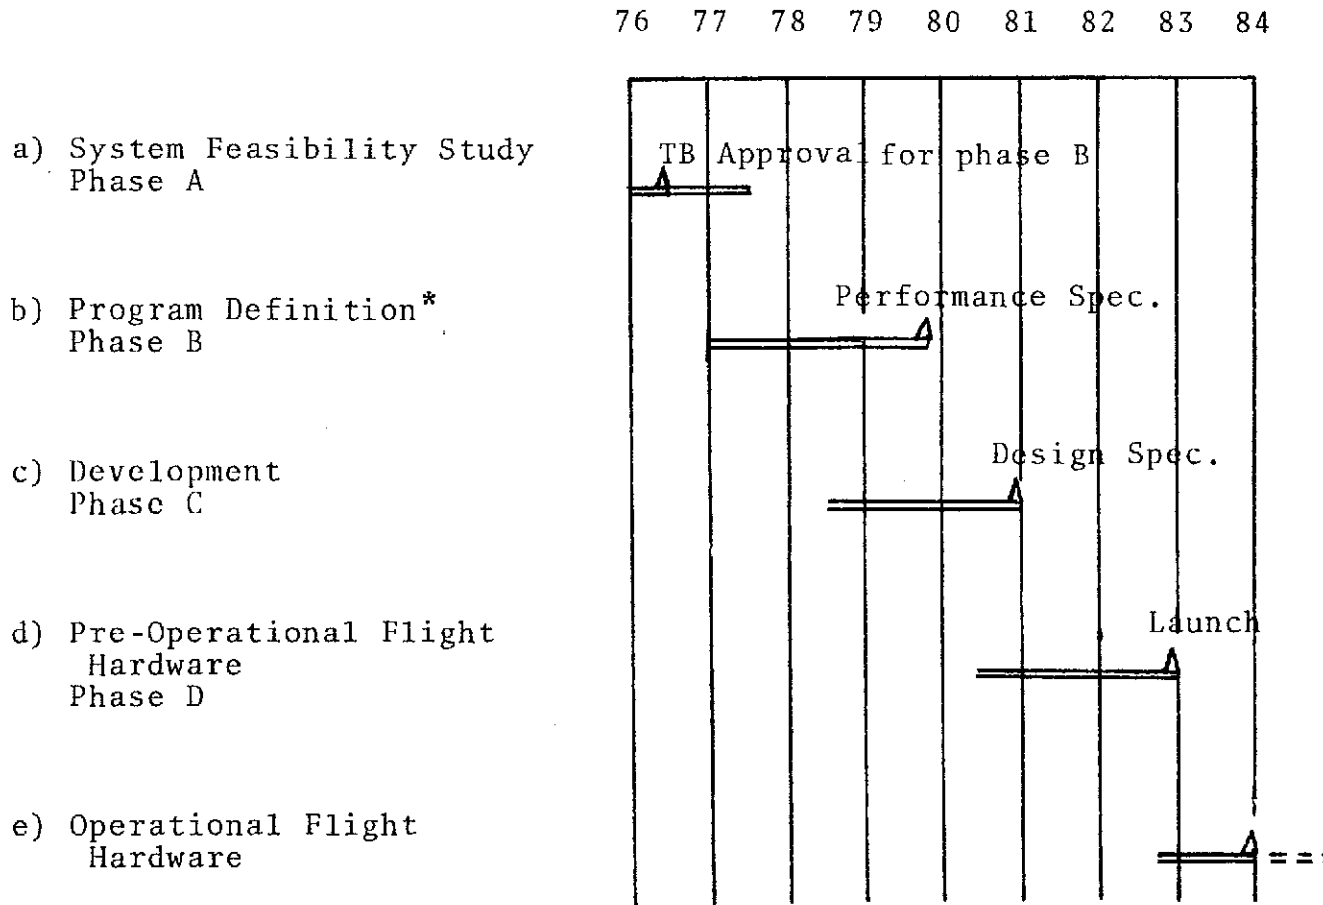 76 77 78 79 80 81 82 83 84
a) System Feasibility Study
Phase A
TB Approval for phase B
b) Program Definition*
Phase B
Performance Spec.
c) Development
Phase C
Design Spec.
d) Pre-Operational Flight
Hardware
Phase D
Launch
e) Operational Flight
Hardware